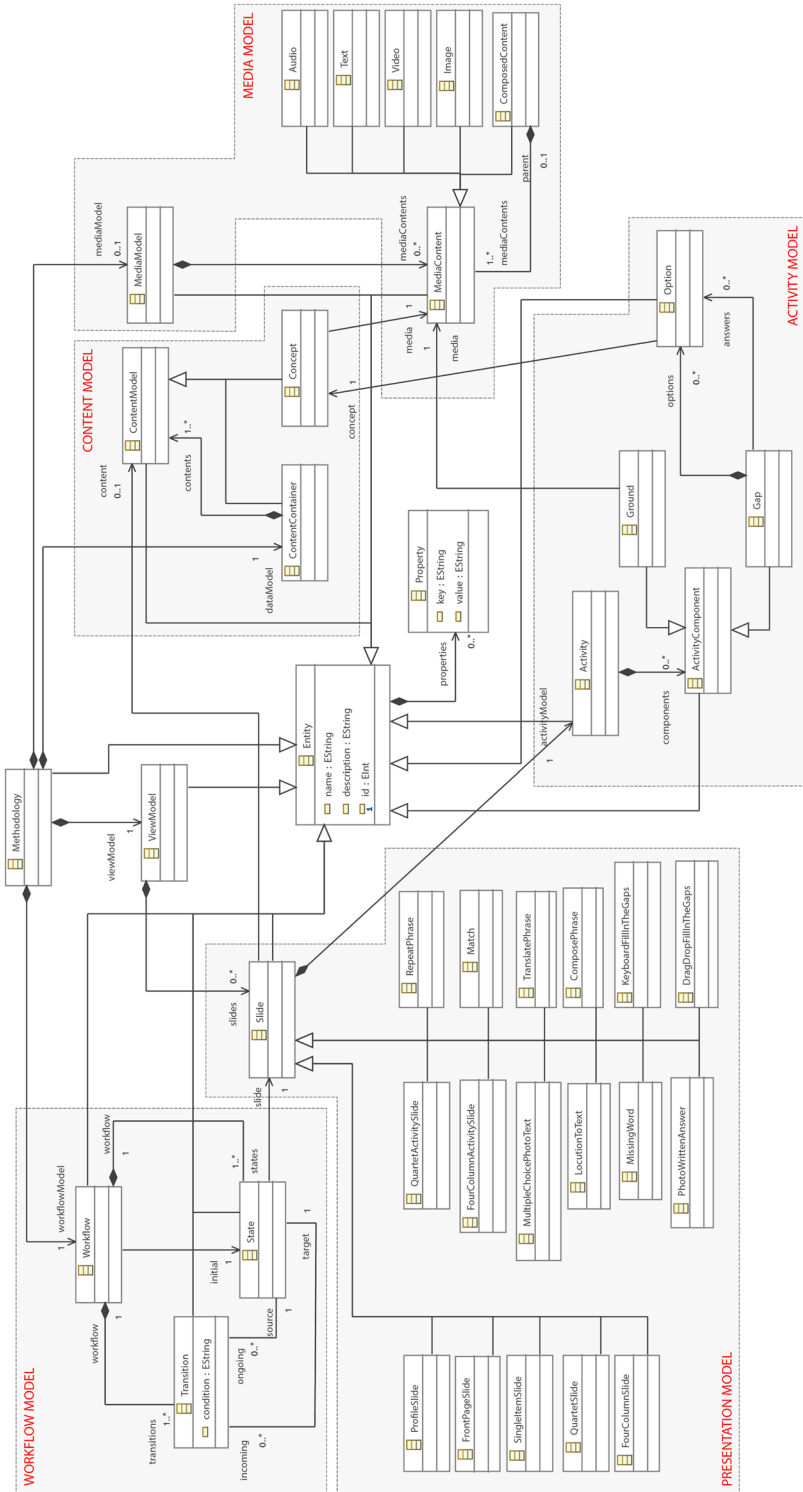 WORKFLOW MODEL
Methodology
workflowModel
1
viewModel
1
dataModel
1
mediaModel
0..1
Workflow
workflow
1
workflow
1
transitions
1..*
initial
1
states
1..*
Transition
condition : EString
State
ongoing
0..*
source
1
incoming
0..*
target
1
slide
1
ViewModel
slides
0..*
Slide
content
0..1
activityModel
1
Entity
name : EString
description : EString
id : EInt
properties
0..*
Property
key : EString
value : EString
CONTENT MODEL
ContentModel
contents
1..*
ContentContainer
Concept
concept
1
media
1
media
MEDIA MODEL
MediaModel
mediaContents
0..*
MediaContent
mediaContents
1..*
parent
0..1
Audio
Text
Video
Image
ComposedContent
PRESENTATION MODEL
ProfileSlide
FrontPageSlide
SingleItemSlide
QuartetSlide
FourColumnSlide
QuartetActivitySlide
FourColumnActivitySlide
MultipleChoicePhotoText
LocutionToText
MissingWord
PhotoWrittenAnswer
RepeatPhrase
Match
TranslatePhrase
ComposePhrase
KeyboardFillInTheGaps
DragDropFillInTheGaps
ACTIVITY MODEL
Activity
components
0..*
ActivityComponent
Ground
Gap
options
0..*
answers
0..*
Option